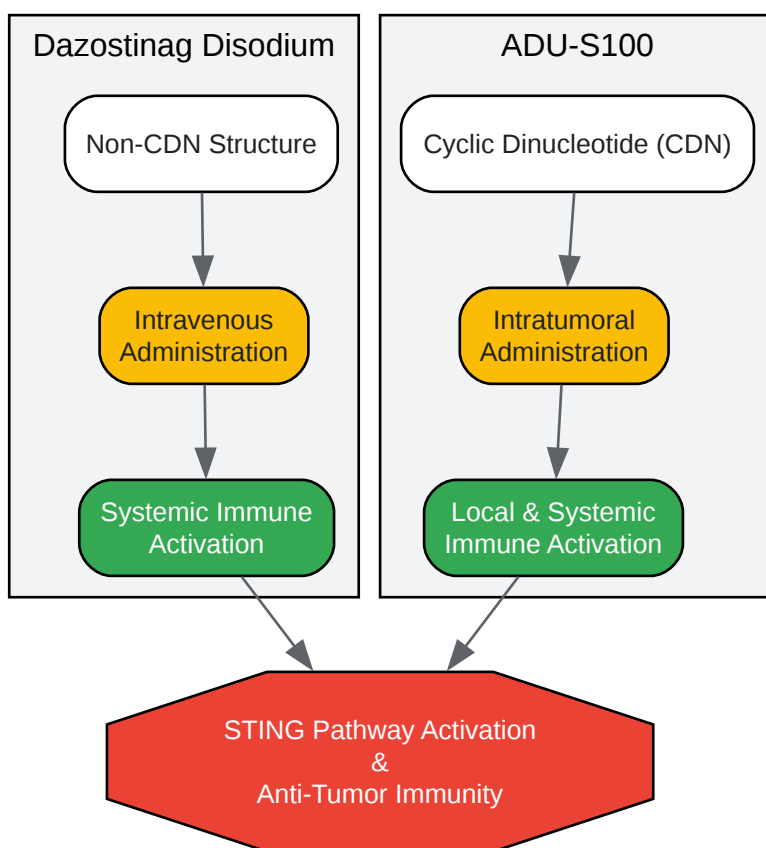 Dazostinag Disodium
Non-CDN Structure
Intravenous
Administration
Systemic Immune
Activation
ADU-S100
Cyclic Dinucleotide (CDN)
Intratumoral
Administration
Local & Systemic
Immune Activation
STING Pathway Activation
&
Anti-Tumor Immunity